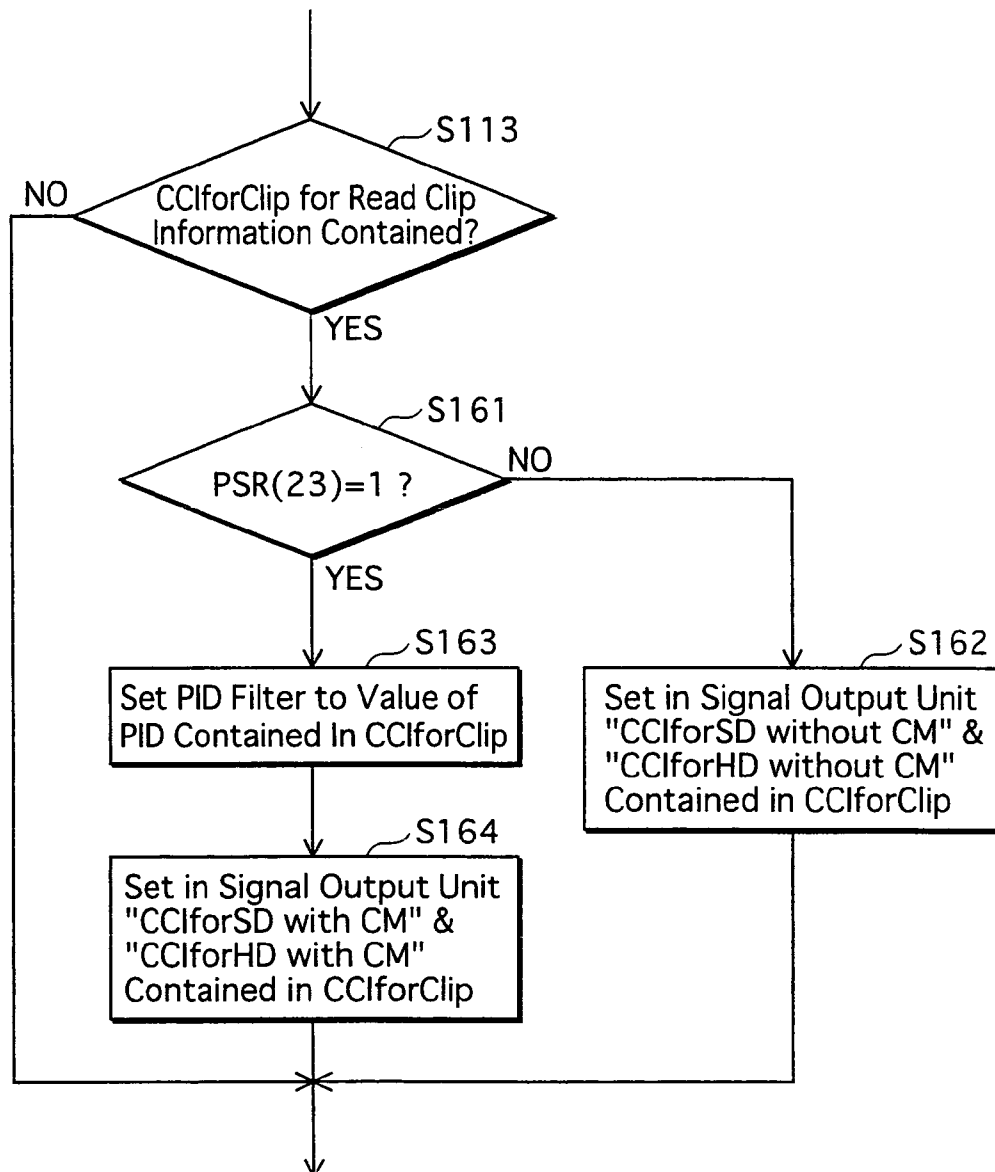 S113
NO
CCIforClip for Read Clip
Information Contained?
YES
S161
NO
PSR(23)=1 ?
YES
S163
Set PID Filter to Value of
PID Contained In CCIforClip
S162
Set in Signal Output Unit
"CCIforSD without CM" &
"CCIforHD without CM"
Contained in CCIforClip
S164
Set in Signal Output Unit
"CCIforSD with CM" &
"CCIforHD with CM"
Contained in CCIforClip